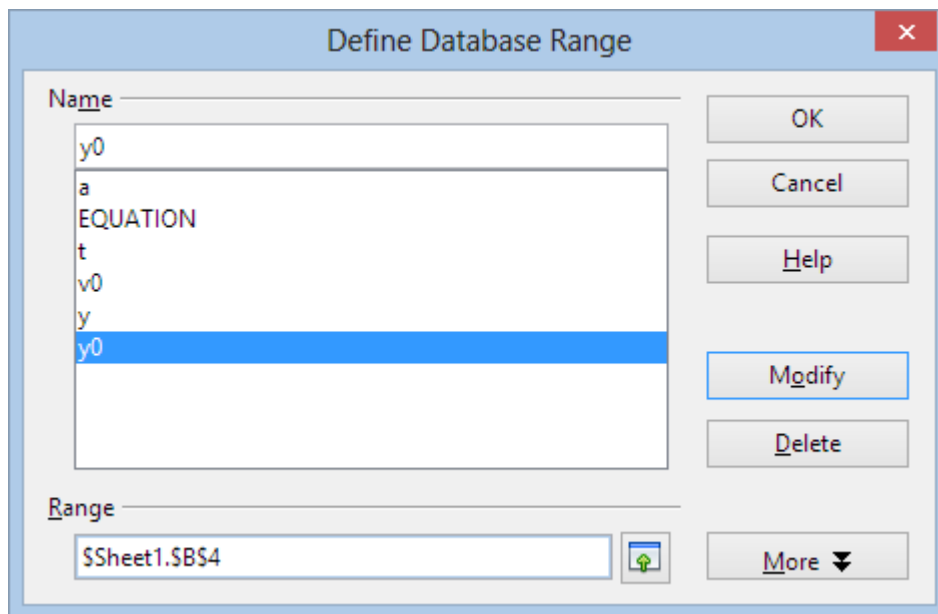 Define Database Range
Name
y0
a
EQUATION
t
v0
y
y0
OK
Cancel
Help
Modify
Delete
Range
$Sheet1.$B$4
More